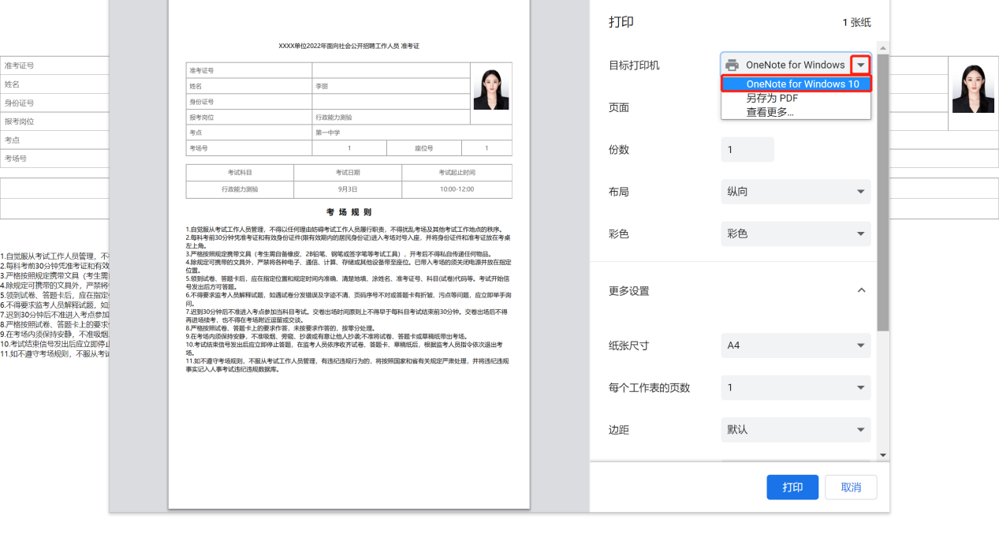 XXXX单位2022年面向社会公开招聘工作人员 准考证
准考证号
姓名 李丽
身份证号
报考岗位 行政能力测验
考点 第一中学
考场号 1 座位号 1
考试科目 考试日期 考试起止时间
行政能力测验 9月3日 10:00-12:00
考 场 规 则
1.自觉服从考试工作人员管理，不得以任何理由妨碍考试工作人员履行职责，不得扰乱考场及其他考试工作地点的秩序。
2.每科考前30分钟凭准考证和有效身份证件(限有效期内的居民身份证)进入考场对号入座，并将身份证件和准考证放在考桌
左上角。
3.严格按照规定携带文具（考生需自备橡皮、2B铅笔、钢笔或签字笔等考试工具），开考后不得私自传递任何物品。
4.除规定可携带的文具外，严禁将各种电子、通信、计算、存储或其他设备带至座位。已带入考场的须关闭电源并放在指定
位置。
5.领到试卷、答题卡后，应在指定位置和规定时间内准确、清楚地填、涂姓名、准考证号、科目(试卷)代码等。考试开始信
号发出后方可答题。
6.不得要求监考人员解释试题，如遇试卷分发错误及字迹不清、页码序号不对或答题卡有折皱、污点等问题，应立即举手询
问。
7.迟到30分钟后不准进入考点参加当科目考试。交卷出场时间原则上不得早于每科目考试结束前30分钟。交卷出场后不得
再进场续考，也不得在考场附近逗留或交谈。
8.严格按照试卷、答题卡上的要求作答，未按要求作答的，按零分处理。
9.在考场内须保持安静，不准吸烟、旁窥、抄袭或有意让他人抄袭;不准将试卷、答题卡或草稿纸带出考场。
10.考试结束信号发出后应立即停止答题，在监考人员依序收齐试卷、答题卡、草稿纸后，根据监考人员指令依次退出考
场。
11.如不遵守考场规则，不服从考试工作人员管理，有违纪违规行为的，将按照国家和省有关规定严肃处理，并将违纪违规
事实记入人事考试违纪违规数据库。
准考证号
姓名
身份证号
报考岗位
考点
考场号
1.自觉服从考试工作人员管理，不
2.每科考前30分钟凭准考证和有效
3.严格按照规定携带文具（考生需
4.除规定可携带的文具外，严禁将
5.领到试卷、答题卡后，应在指定
6.不得要求监考人员解释试题，如
7.迟到30分钟后不准进入考点参加
8.严格按照试卷、答题卡上的要求
9.在考场内须保持安静，不准吸烟
10.考试结束信号发出后应立即停
11.如不遵守考场规则，不服从考
打印 1 张纸
目标打印机 OneNote for Windows
OneNote for Windows 10
另存为 PDF
查看更多...
页面
份数 1
布局 纵向
彩色 彩色
更多设置
纸张尺寸 A4
每个工作表的页数 1
边距 默认
打印 取消